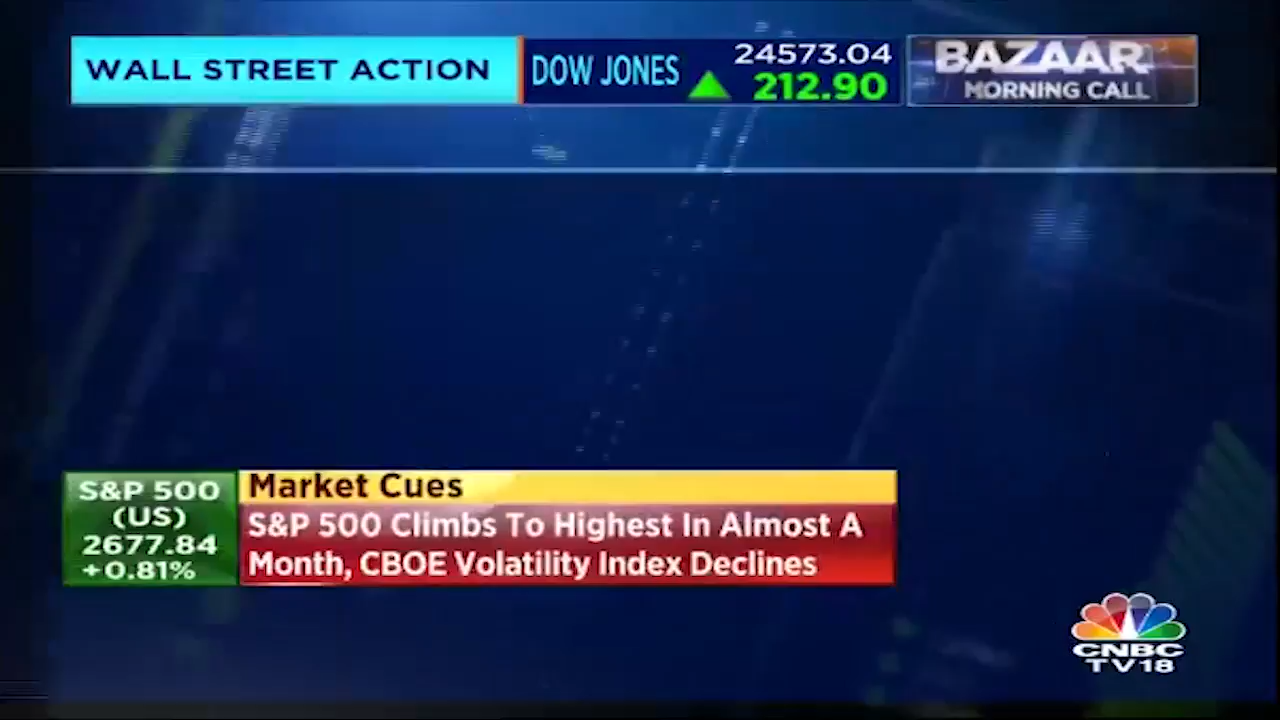 WALL STREET ACTION
DOW JONES
24573.04
212.90
BAZAAR
MORNING CALL
S&P 500
(US)
2677.84
+0.81%
Market Cues
S&P 500 Climbs To Highest In Almost A
Month, CBOE Volatility Index Declines
CNBC
TV18